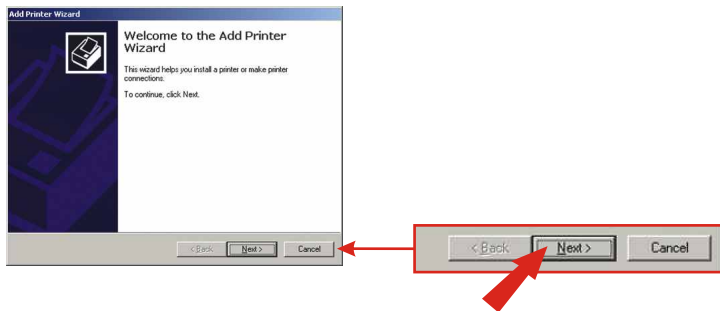 Add Printer Wizard
Welcome to the Add Printer
Wizard
This wizard helps you install a printer or make printer
connections.
To continue, click Next.
< Back Next > Cancel
< Back Next > Cancel